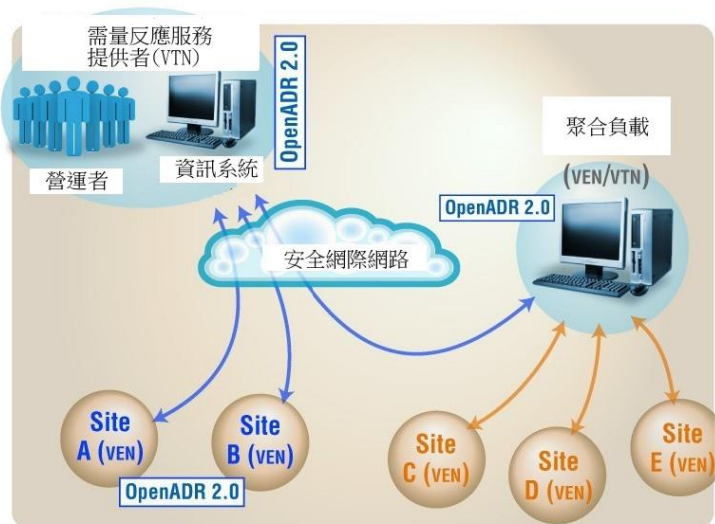 需量反應服務
提供者(VTN)
營運者
資訊系統
OpenADR 2.0
安全網際網路
聚合負載
(VEN/VTN)
OpenADR 2.0
Site
A (VEN)
Site
B (VEN)
OpenADR 2.0
Site
C (VEN)
Site
D (VEN)
Site
E (VEN)